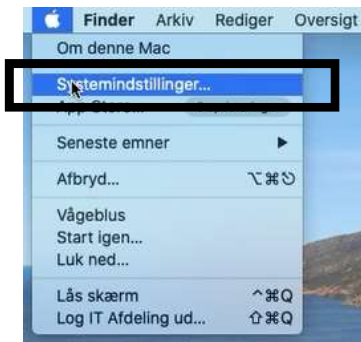 Finder Arkiv Rediger Oversigt
Om denne Mac
Systemindstillinger...
App Store...
Seneste emner
Afbryd... ⌥⌘⎋
Vågeblus
Start igen...
Luk ned...
Lås skærm ^⌘Q
Log IT Afdeling ud... ⇧⌘Q